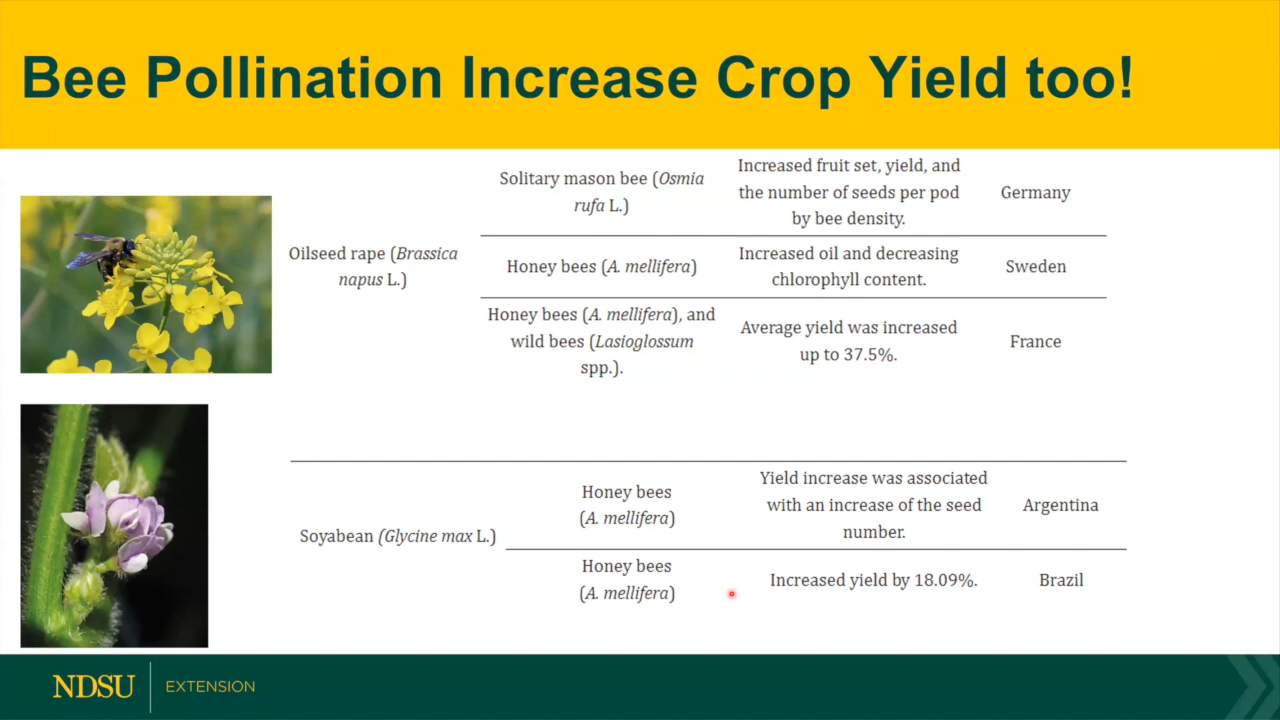 Bee Pollination Increase Crop Yield too!
Oilseed rape (Brassica
napus L.)
Solitary mason bee (Osmia
rufa L.)
Increased fruit set, yield, and
the number of seeds per pod
by bee density.
Germany
Honey bees (A. mellifera)
Increased oil and decreasing
chlorophyll content.
Sweden
Honey bees (A. mellifera), and
wild bees (Lasioglossum
spp.).
Average yield was increased
up to 37.5%.
France
Soyabean (Glycine max L.)
Honey bees
(A. mellifera)
Yield increase was associated
with an increase of the seed
number.
Argentina
Honey bees
(A. mellifera)
Increased yield by 18.09%.
Brazil
NDSU
EXTENSION